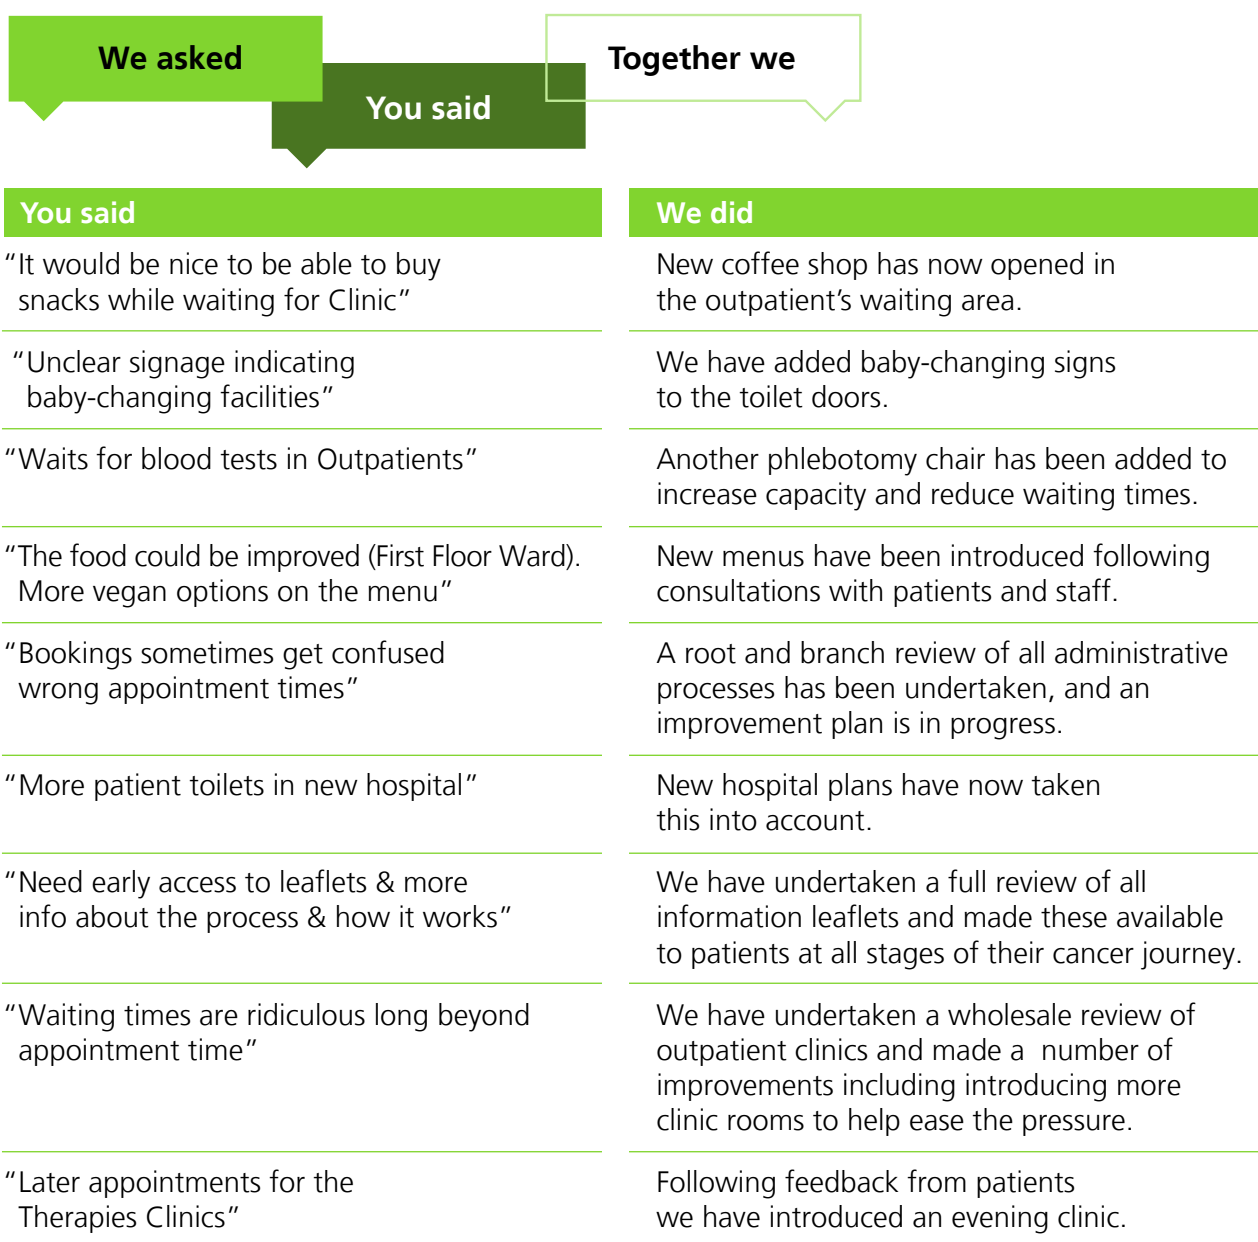 We asked
You said
Together we
You said
We did
“It would be nice to be able to buy
snacks while waiting for Clinic”
New coffee shop has now opened in
the outpatient’s waiting area.
“Unclear signage indicating
baby-changing facilities”
We have added baby-changing signs
to the toilet doors.
“Waits for blood tests in Outpatients”
Another phlebotomy chair has been added to
increase capacity and reduce waiting times.
“The food could be improved (First Floor Ward).
More vegan options on the menu”
New menus have been introduced following
consultations with patients and staff.
“Bookings sometimes get confused
wrong appointment times”
A root and branch review of all administrative
processes has been undertaken, and an
improvement plan is in progress.
“More patient toilets in new hospital”
New hospital plans have now taken
this into account.
“Need early access to leaflets & more
info about the process & how it works”
We have undertaken a full review of all
information leaflets and made these available
to patients at all stages of their cancer journey.
“Waiting times are ridiculous long beyond
appointment time”
We have undertaken a wholesale review of
outpatient clinics and made a  number of
improvements including introducing more
clinic rooms to help ease the pressure.
“Later appointments for the
Therapies Clinics”
Following feedback from patients
we have introduced an evening clinic.